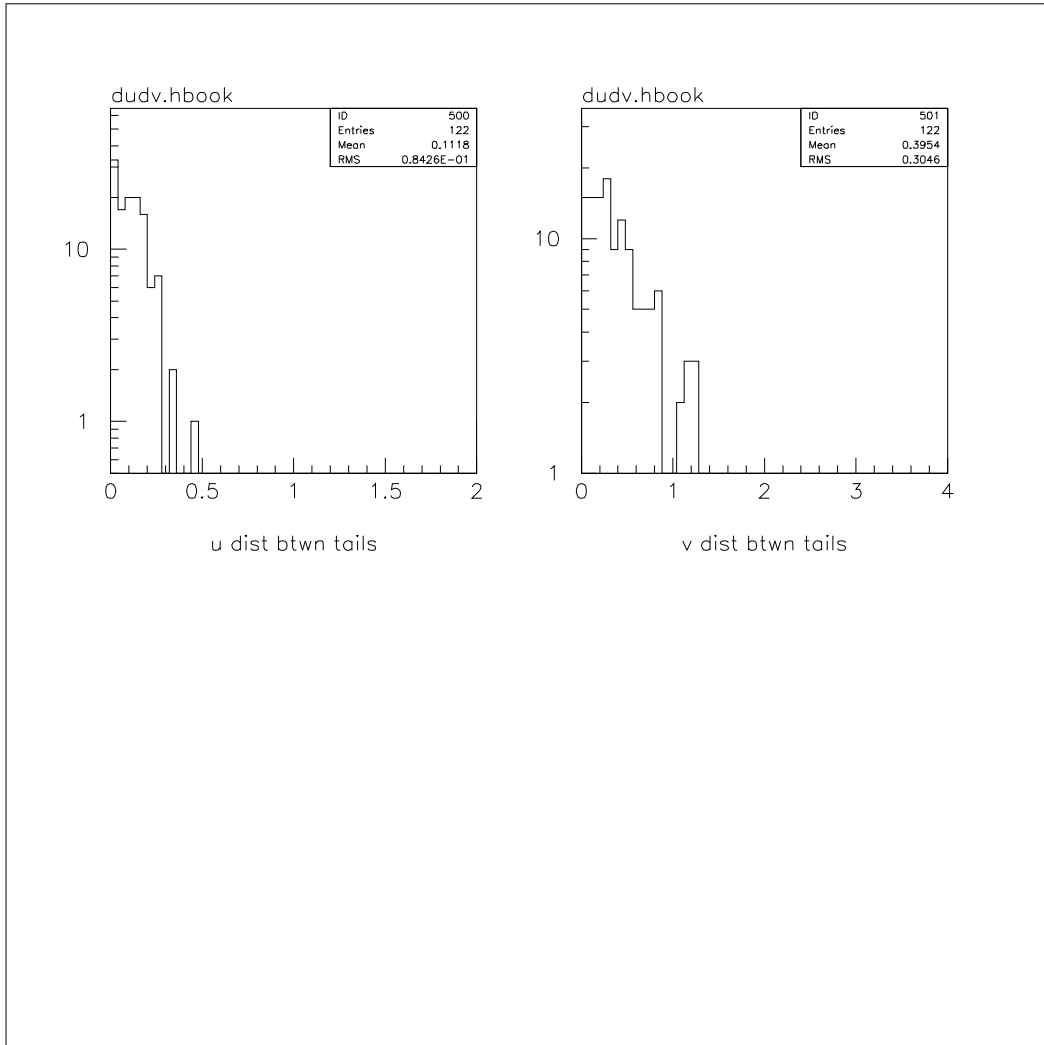 dudv.hbook
ID 500
Entries 122
Mean 0.1118
RMS 0.8426E-01
10
1
0 0.5 1 1.5 2
u dist btwn tails
dudv.hbook
ID 501
Entries 122
Mean 0.3954
RMS 0.3046
10
1
0 1 2 3 4
v dist btwn tails